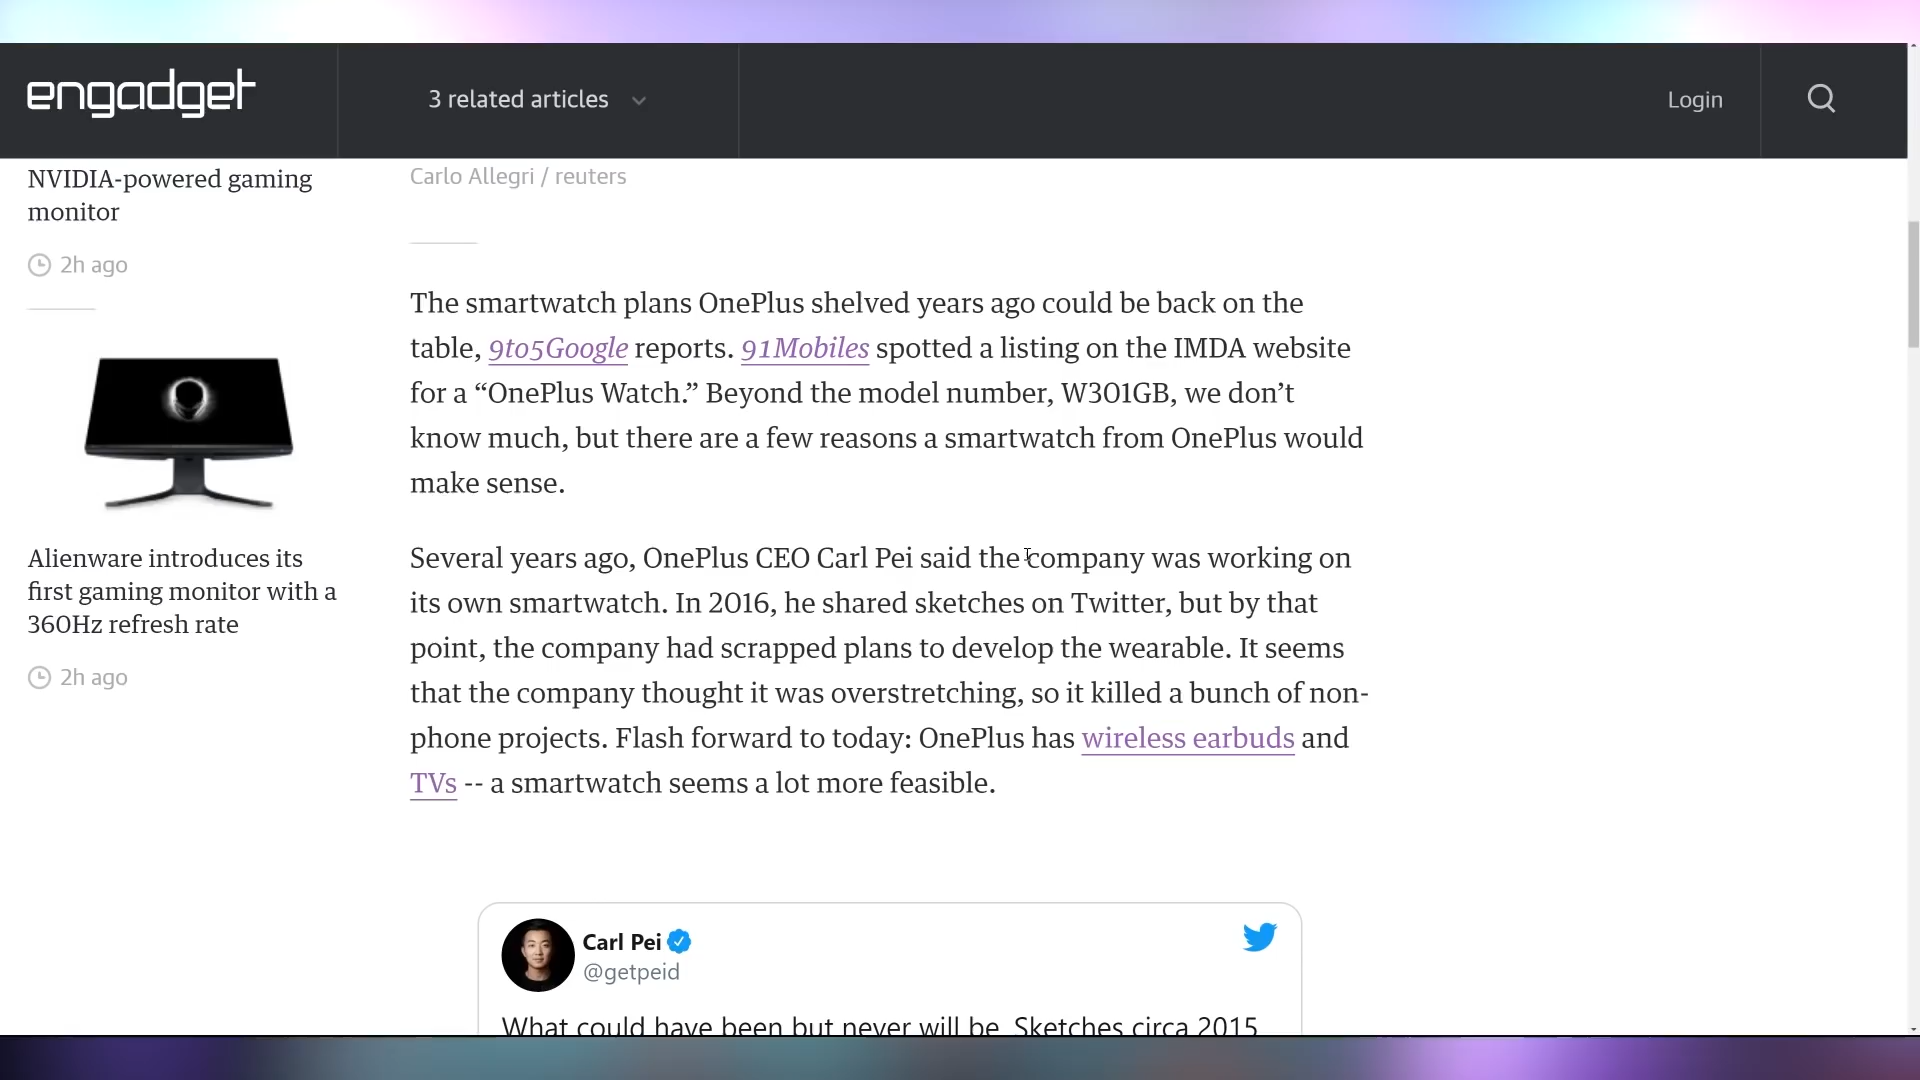 engadget
3 related articles
Login
NVIDIA-powered gaming
monitor
2h ago
Alienware introduces its
first gaming monitor with a
360Hz refresh rate
2h ago
Carlo Allegri / reuters
The smartwatch plans OnePlus shelved years ago could be back on the
table, 9to5Google reports. 91Mobiles spotted a listing on the IMDA website
for a “OnePlus Watch.” Beyond the model number, W301GB, we don’t
know much, but there are a few reasons a smartwatch from OnePlus would
make sense.
Several years ago, OnePlus CEO Carl Pei said the company was working on
its own smartwatch. In 2016, he shared sketches on Twitter, but by that
point, the company had scrapped plans to develop the wearable. It seems
that the company thought it was overstretching, so it killed a bunch of non-
phone projects. Flash forward to today: OnePlus has wireless earbuds and
TVs -- a smartwatch seems a lot more feasible.
Carl Pei
@getpeid
What could have been but never will be. Sketches circa 2015